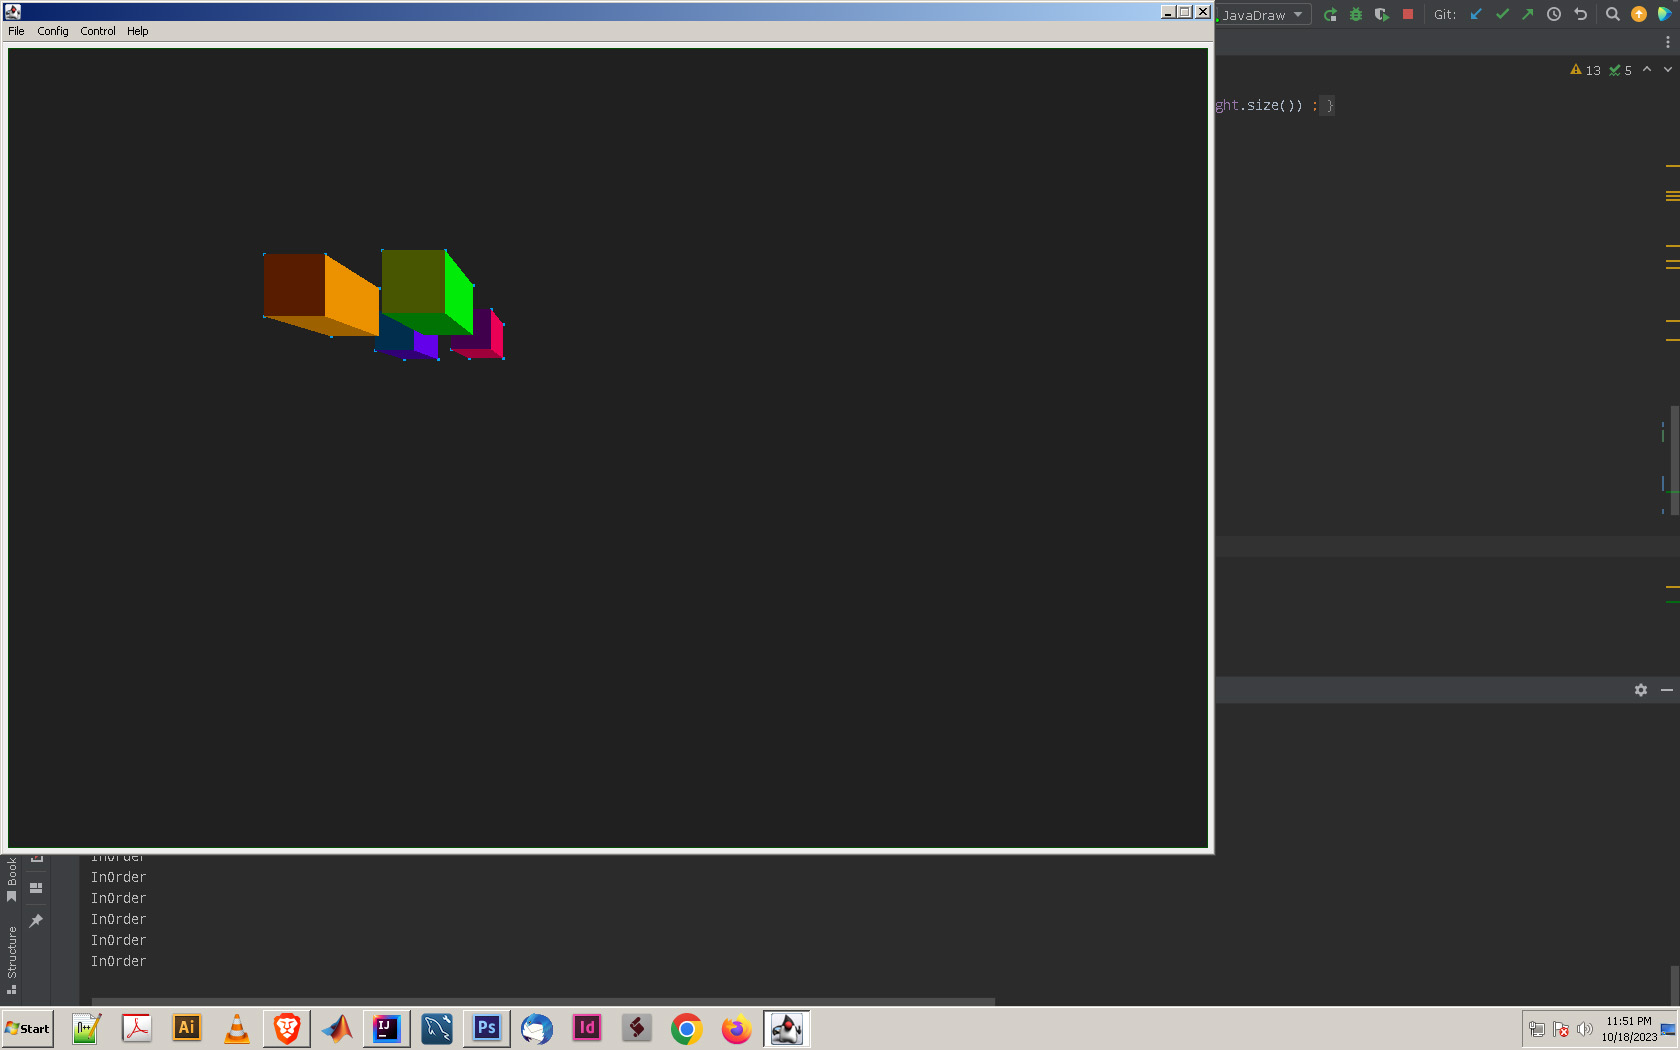 File Config Control Help
JavaDraw
Git:
13 5
ght.size()) ; }
InOrder
InOrder
InOrder
InOrder
InOrder
InOrder
Book
Structure
Start
n++
Ai
IJ
Ps
Id
11:51 PM
10/18/2023